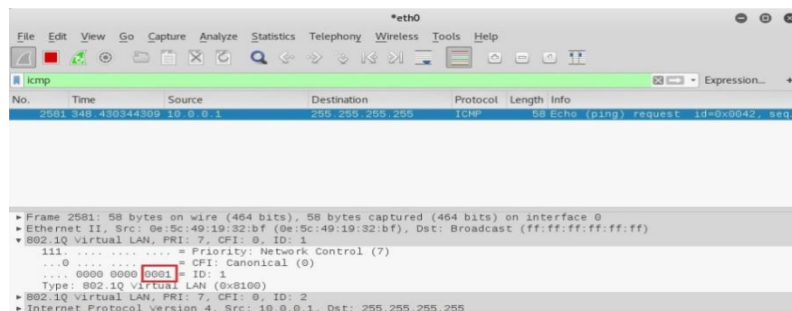 *eth0
File Edit View Go Capture Analyze Statistics Telephony Wireless Tools Help
icmp
Expression... +
No. Time Source Destination Protocol Length Info
2581 348.430344309 10.0.0.1 255.255.255.255 ICMP 58 Echo (ping) request id=0x0042, seq
Frame 2581: 58 bytes on wire (464 bits), 58 bytes captured (464 bits) on interface 0
Ethernet II, Src: 0e:5c:49:19:32:bf (0e:5c:49:19:32:bf), Dst: Broadcast (ff:ff:ff:ff:ff:ff)
802.1Q Virtual LAN, PRI: 7, CFI: 0, ID: 1
111. .... .... .... = Priority: Network Control (7)
...0 .... .... .... = CFI: Canonical (0)
.... 0000 0000 0001 = ID: 1
Type: 802.1Q Virtual LAN (0x8100)
802.1Q Virtual LAN, PRI: 7, CFI: 0, ID: 2
Internet Protocol Version 4, Src: 10.0.0.1, Dst: 255.255.255.255